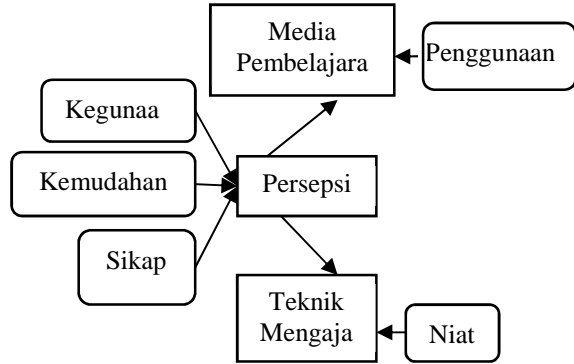 Media
Pembelajara
Penggunaan
Kegunaa
Kemudahan
Persepsi
Sikap
Teknik
Mengaja
Niat